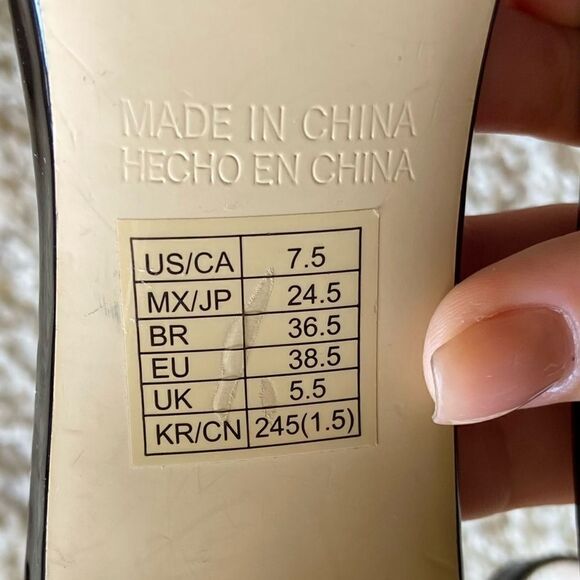 MADE IN CHINA
HECHO EN CHINA
US/CA 7.5
MX/JP 24.5
BR 36.5
EU 38.5
UK 5.5
KR/CN 245(1.5)